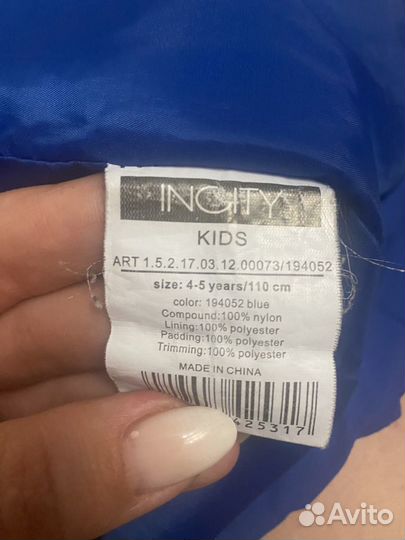 INCITY
KIDS
ART 1.5.2.17.03.12.00073/194052
size: 4-5 years/110 cm
color: 194052 blue
Compound:100% nylon
Lining:100% polyester
Padding:100% polyester
Trimming:100% polyester
MADE IN CHINA
425317
Avito